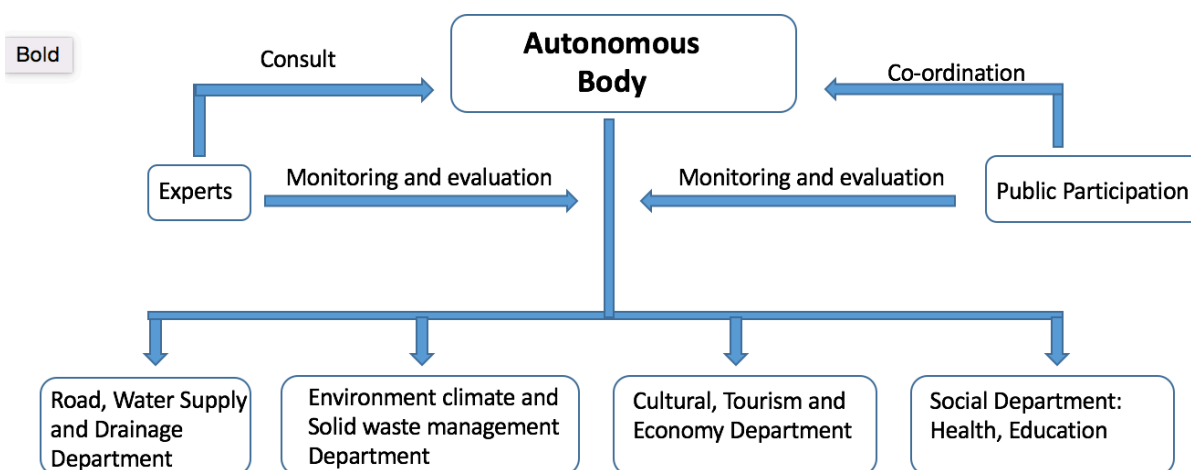 Bold
Autonomous
Body
Consult
Co-ordination
Experts
Monitoring and evaluation
Monitoring and evaluation
Public Participation
Road, Water Supply
and Drainage
Department
Environment climate and
Solid waste management
Department
Cultural, Tourism and
Economy Department
Social Department:
Health, Education